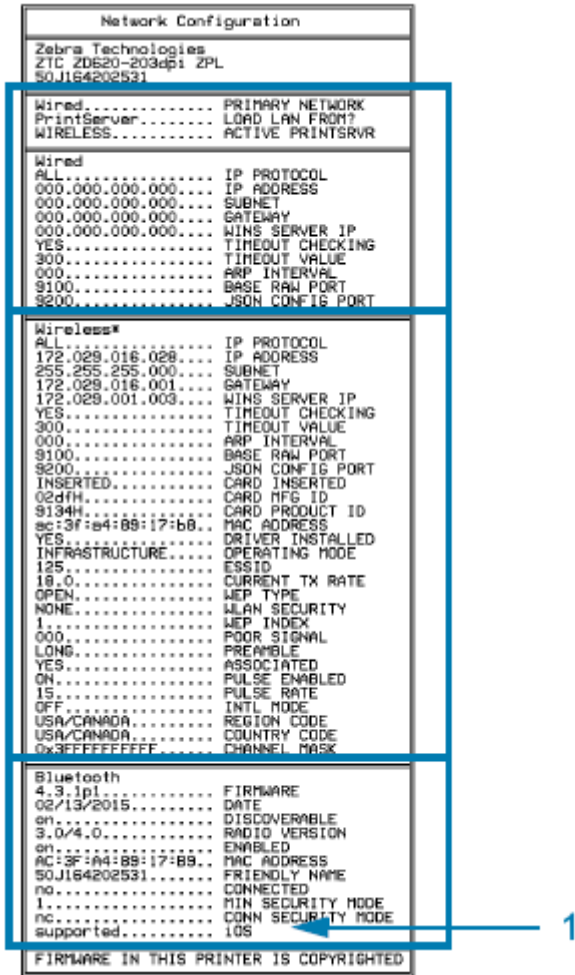 Network Configuration
Zebra Technologies
ZTC ZD620-203dpi ZPL
50J164202531
Wired.............. PRIMARY NETWORK
PrintServer........ LOAD LAN FROM?
WIRELESS........... ACTIVE PRINTSRVR
Wired
ALL................ IP PROTOCOL
000.000.000.000.... IP ADDRESS
000.000.000.000.... SUBNET
000.000.000.000.... GATEWAY
000.000.000.000.... WINS SERVER IP
YES................ TIMEOUT CHECKING
300................ TIMEOUT VALUE
000................ ARP INTERVAL
9100............... BASE RAW PORT
9200............... JSON CONFIG PORT
Wireless*
ALL................ IP PROTOCOL
172.029.016.028.... IP ADDRESS
255.255.255.000.... SUBNET
172.029.016.001.... GATEWAY
172.029.001.003.... WINS SERVER IP
YES................ TIMEOUT CHECKING
300................ TIMEOUT VALUE
000................ ARP INTERVAL
9100............... BASE RAW PORT
9200............... JSON CONFIG PORT
INSERTED........... CARD INSERTED
02dfH.............. CARD MFG ID
9134H.............. CARD PRODUCT ID
ac:3f:a4:89:17:b8.. MAC ADDRESS
YES................ DRIVER INSTALLED
INFRASTRUCTURE..... OPERATING MODE
125................ ESSID
18.0............... CURRENT TX RATE
OPEN............... WEP TYPE
NONE............... WLAN SECURITY
1.................. WEP INDEX
000................ POOR SIGNAL
LONG............... PREAMBLE
YES................ ASSOCIATED
ON................. PULSE ENABLED
15................. PULSE RATE
OFF................ INTL MODE
USA/CANADA......... REGION CODE
USA/CANADA......... COUNTRY CODE
0x3FFFFFFFFFF...... CHANNEL MASK
Bluetooth
4.3.1p1............ FIRMWARE
02/13/2015......... DATE
on................. DISCOVERABLE
3.0/4.0............ RADIO VERSION
on................. ENABLED
AC:3F:A4:89:17:B9.. MAC ADDRESS
50J164202531....... FRIENDLY NAME
no................. CONNECTED
1.................. MIN SECURITY MODE
nc................. CONN SECURITY MODE
supported.......... iOS
1
FIRMWARE IN THIS PRINTER IS COPYRIGHTED